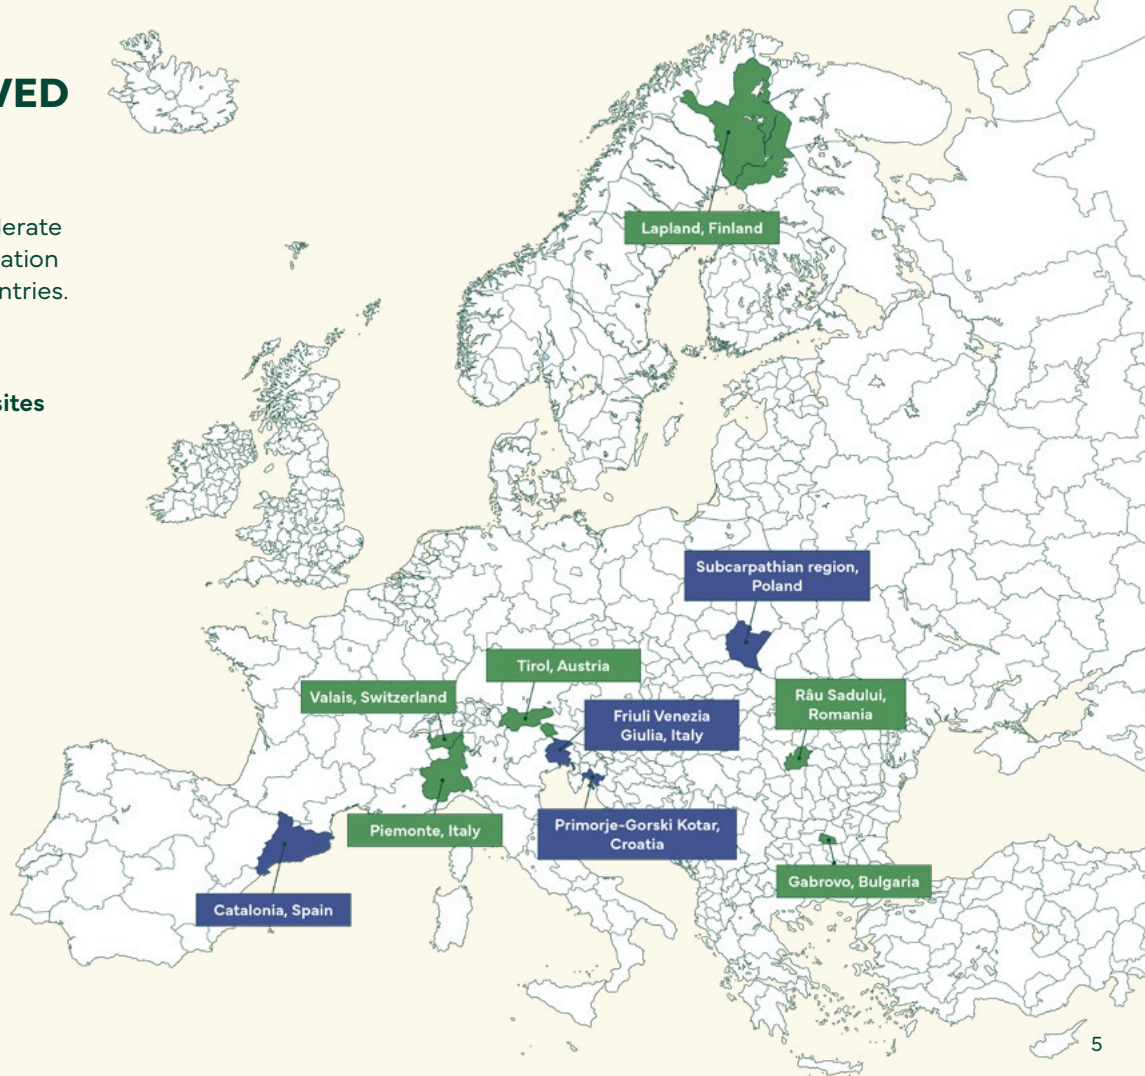 VED
lerate
ation
ntries.
sites
Lapland, Finland
Subcarpathian region,
Poland
Tirol, Austria
Valais, Switzerland
Râu Sadului,
Romania
Friuli Venezia
Giulia, Italy
Piemonte, Italy
Primorje-Gorski Kotar,
Croatia
Gabrovo, Bulgaria
Catalonia, Spain
5